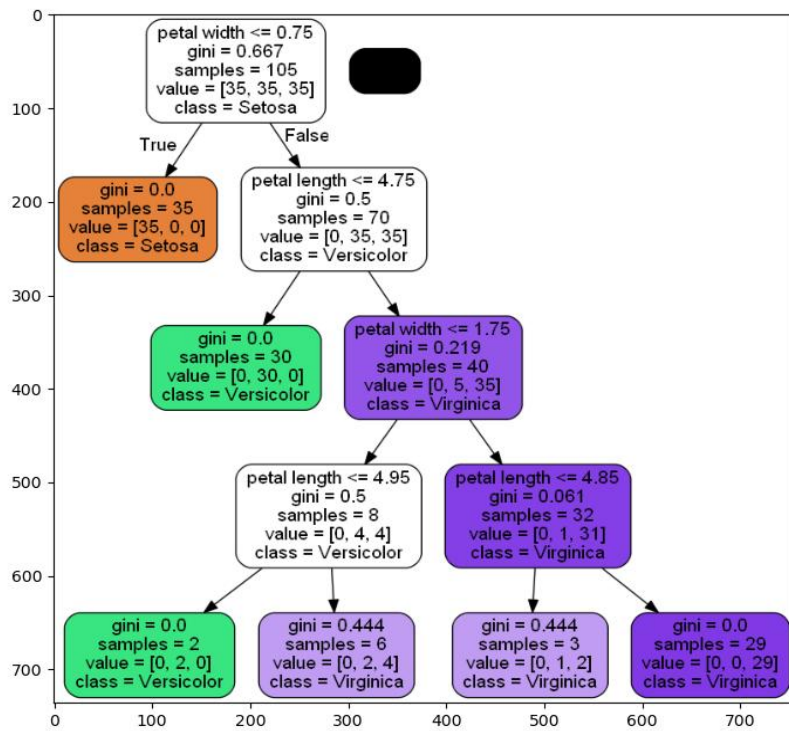 petal width <= 0.75
gini = 0.667
samples = 105
value = [35, 35, 35]
class = Setosa
True
False
gini = 0.0
samples = 35
value = [35, 0, 0]
class = Setosa
petal length <= 4.75
gini = 0.5
samples = 70
value = [0, 35, 35]
class = Versicolor
gini = 0.0
samples = 30
value = [0, 30, 0]
class = Versicolor
petal width <= 1.75
gini = 0.219
samples = 40
value = [0, 5, 35]
class = Virginica
petal length <= 4.95
gini = 0.5
samples = 8
value = [0, 4, 4]
class = Versicolor
petal length <= 4.85
gini = 0.061
samples = 32
value = [0, 1, 31]
class = Virginica
gini = 0.0
samples = 2
value = [0, 2, 0]
class = Versicolor
gini = 0.444
samples = 6
value = [0, 2, 4]
class = Virginica
gini = 0.444
samples = 3
value = [0, 1, 2]
class = Virginica
gini = 0.0
samples = 29
value = [0, 0, 29]
class = Virginica
0
100
200
300
400
500
600
700
0
100
200
300
400
500
600
700